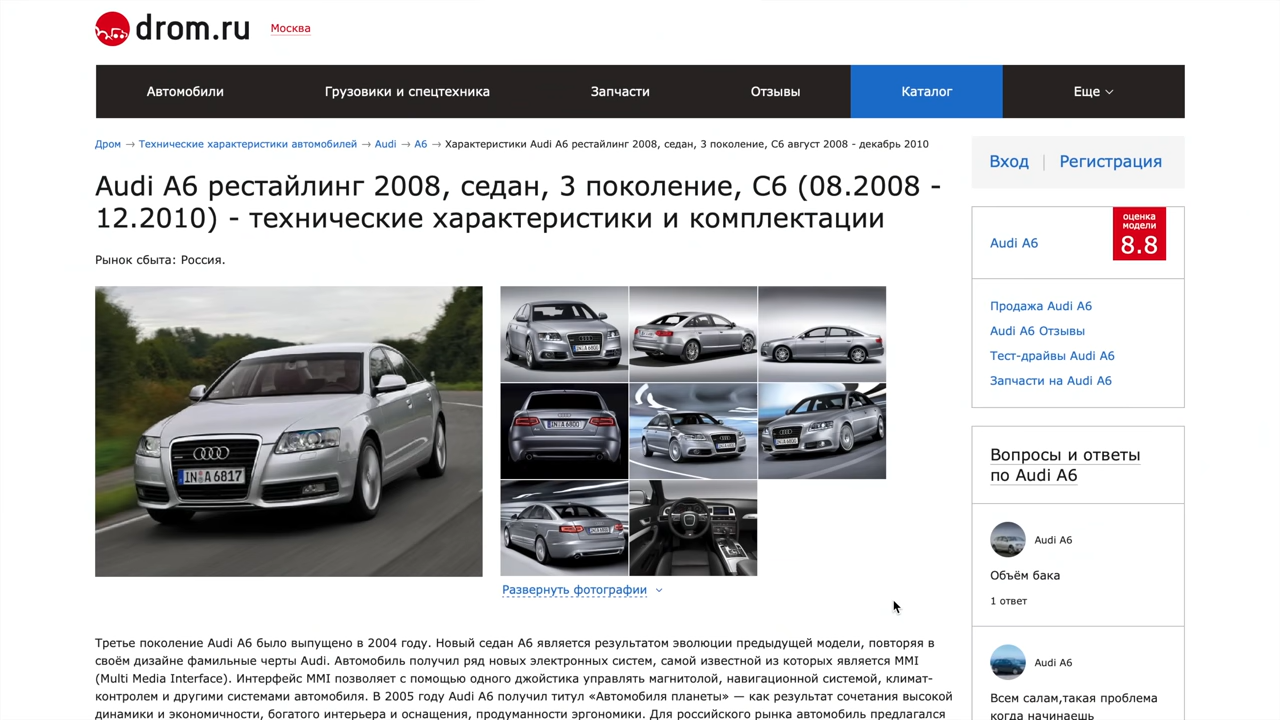 drom.ru
Москва
Автомобили
Грузовики и спецтехника
Запчасти
Отзывы
Каталог
Еще
Дром → Технические характеристики автомобилей → Audi → A6 → Характеристики Audi A6 рестайлинг 2008, седан, 3 поколение, C6 август 2008 - декабрь 2010
Audi A6 рестайлинг 2008, седан, 3 поколение, C6 (08.2008 -
12.2010) - технические характеристики и комплектации
Рынок сбыта: Россия.
IN A 6817
Развернуть фотографии
Третье поколение Audi A6 было выпущено в 2004 году. Новый седан A6 является результатом эволюции предыдущей модели, повторяя в
своём дизайне фамильные черты Audi. Автомобиль получил ряд новых электронных систем, самой известной из которых является MMI
(Multi Media Interface). Интерфейс MMI позволяет с помощью одного джойстика управлять магнитолой, навигационной системой, климат-
контролем и другими системами автомобиля. В 2005 году Audi A6 получил титул «Автомобиля планеты» — как результат сочетания высокой
динамики и экономичности, богатого интерьера и оснащения, продуманности эргономики. Для российского рынка автомобиль предлагался
Вход | Регистрация
Audi A6
оценка
модели
8.8
Продажа Audi A6
Audi A6 Отзывы
Тест-драйвы Audi A6
Запчасти на Audi A6
Вопросы и ответы
по Audi A6
Audi A6
Объём бака
1 ответ
Audi A6
Всем салам,такая проблема
когда начинаешь